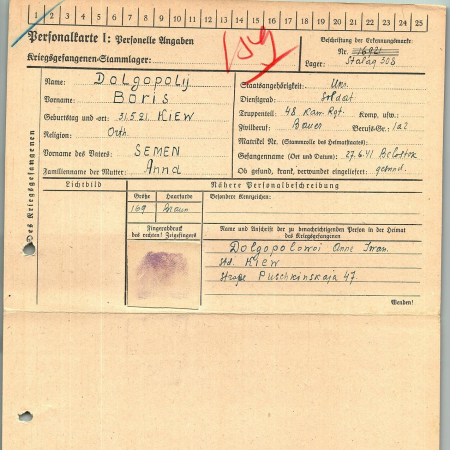 1 2 3 4 5 6 7 8 9 10 11 12 13 14 15 16 17 18 19 20 21 22 23 24 25
Personalkarte I: Personelle Angaben
Kriegsgefangenen-Stammlager:
Beschriftung der Erkennungsmarke
Nr. 16921
Lager: Stalag 308
Des Kriegsgefangenen
Name: Dolgopolij
Vorname: Boris
Geburtstag und -ort: 31.5.21. KIEW
Religion: Orth.
Vorname des Vaters: SEMEN
Familienname der Mutter: Anna
Staatsangehörigkeit: Ukr.
Dienstgrad: Soldat
Truppenteil: 48 Kan. Rgt. Komp. usw.:
Zivilberuf: Bauer Berufs-Gr.: 1a2
Matrikel Nr. (Stammrolle des Heimatstaates):
Gefangennahme (Ort und Datum): 27.6.41 Belostok
Ob gesund, krank, verwundet eingeliefert: gesund.
Lichtbild
Nähere Personalbeschreibung
Größe Haarfarbe Besondere Kennzeichen:
169 Braun
Fingerabdruck
des rechten! Zeigefingers
Name und Anschrift der zu benachrichtigenden Person in der Heimat
des Kriegsgefangenen
Dolgopolowoi Anne Iwan.
Std. KIEW
Straße Puschkinskaja 47.
Wenden!